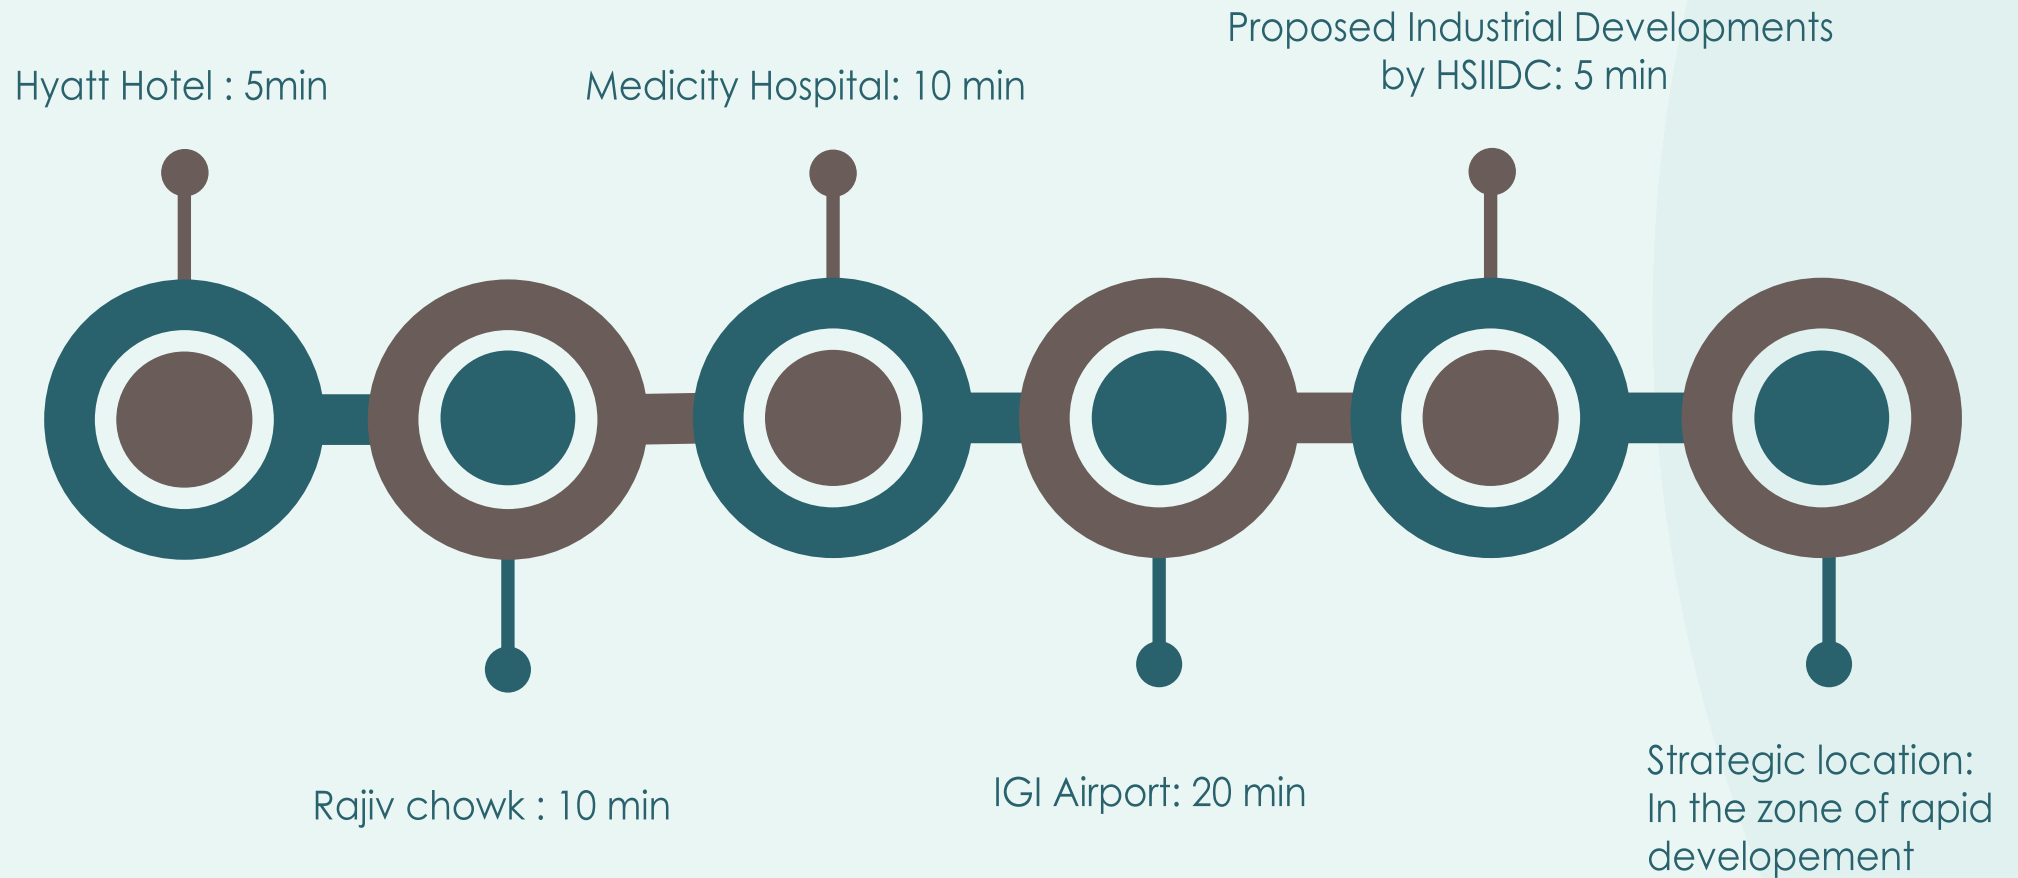 Hyatt Hotel : 5min
Rajiv chowk : 10 min
Medicity Hospital: 10 min
IGI Airport: 20 min
Proposed Industrial Developments
by HSIIDC: 5 min
Strategic location:
In the zone of rapid
developement